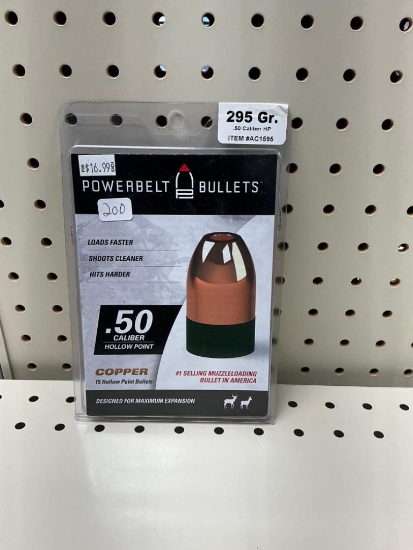 295 Gr.
.50 Caliber HP
ITEM #AC1595
$16.99
POWERBELT BULLETS
200
LOADS FASTER
SHOOTS CLEANER
HITS HARDER
.50
CALIBER
HOLLOW POINT
COPPER
15 Hollow Point Bullets
#1 SELLING MUZZLELOADING
BULLET IN AMERICA
DESIGNED FOR MAXIMUM EXPANSION